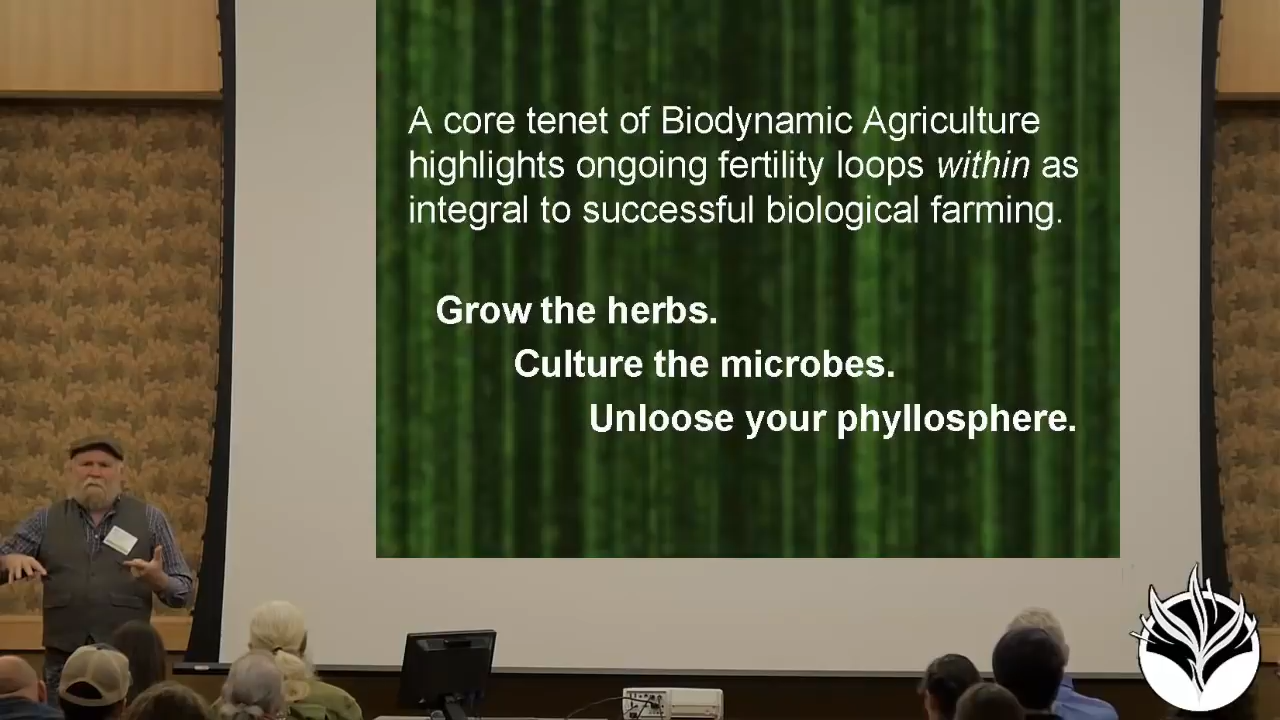 A core tenet of Biodynamic Agriculture
highlights ongoing fertility loops within as
integral to successful biological farming.
Grow the herbs.
Culture the microbes.
Unloose your phyllosphere.